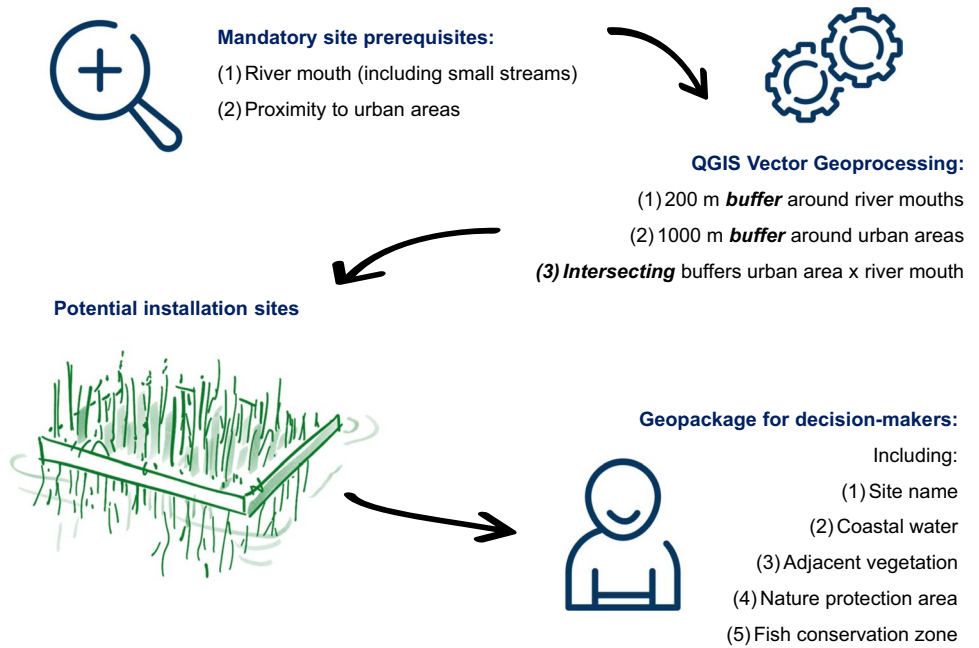 Mandatory site prerequisites:
(1) River mouth (including small streams)
(2) Proximity to urban areas
QGIS Vector Geoprocessing:
(1) 200 m buffer around river mouths
(2) 1000 m buffer around urban areas
(3) Intersecting buffers urban area x river mouth
Potential installation sites
Geopackage for decision-makers:
Including:
(1) Site name
(2) Coastal water
(3) Adjacent vegetation
(4) Nature protection area
(5) Fish conservation zone